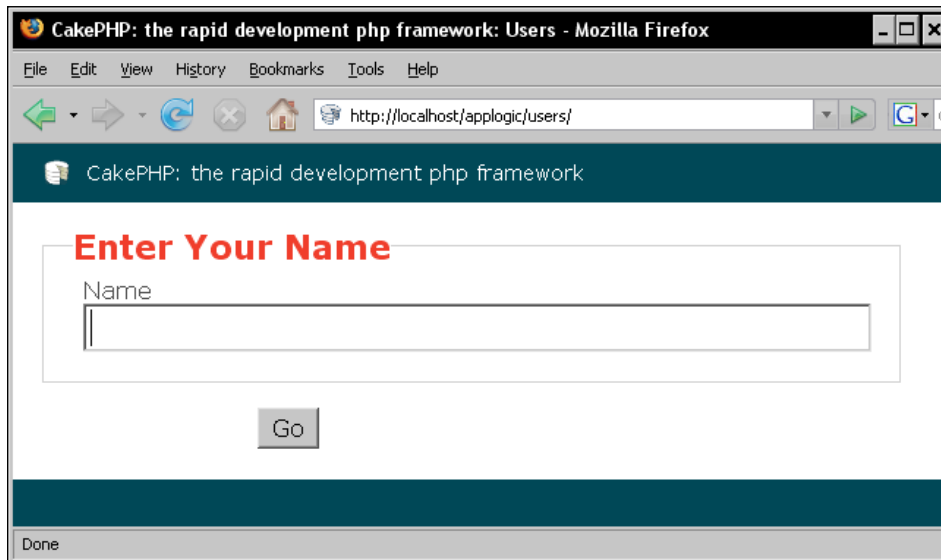 CakePHP: the rapid development php framework: Users - Mozilla Firefox
File Edit View History Bookmarks Tools Help
http://localhost/applogic/users/ G
CakePHP: the rapid development php framework
Enter Your Name
Name
Go
Done